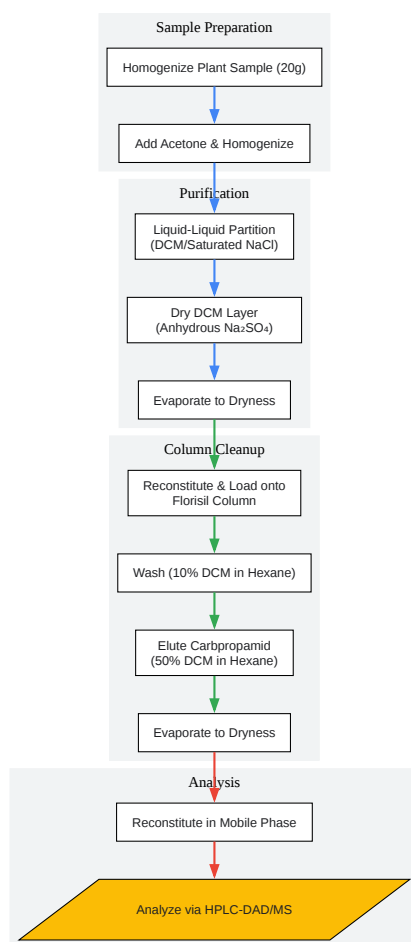 Sample Preparation
Homogenize Plant Sample (20g)
Add Acetone & Homogenize
Purification
Liquid-Liquid Partition
(DCM/Saturated NaCl)
Dry DCM Layer
(Anhydrous Na₂SO₄)
Evaporate to Dryness
Column Cleanup
Reconstitute & Load onto
Florisil Column
Wash (10% DCM in Hexane)
Elute Carbpropamid
(50% DCM in Hexane)
Evaporate to Dryness
Analysis
Reconstitute in Mobile Phase
Analyze via HPLC-DAD/MS